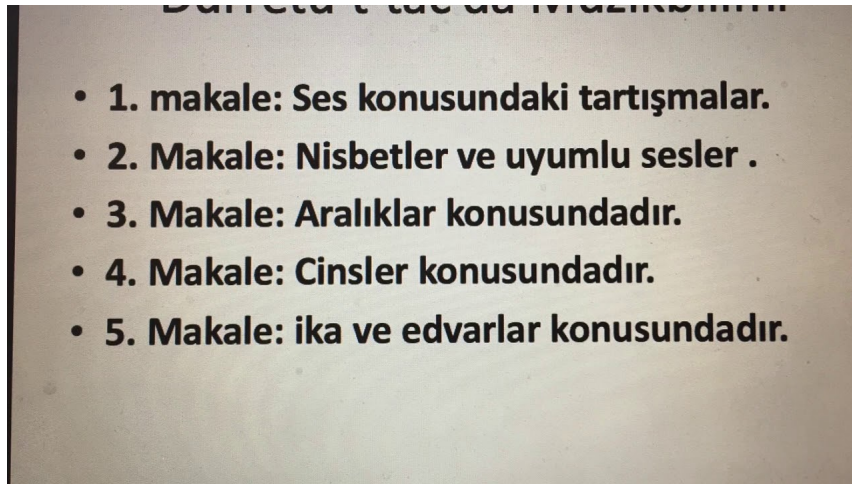 • 1. makale: Ses konusundaki tartışmalar.
• 2. Makale: Nisbetler ve uyumlu sesler .
• 3. Makale: Aralıklar konusundadır.
• 4. Makale: Cinsler konusundadır.
• 5. Makale: ika ve edvarlar konusundadır.